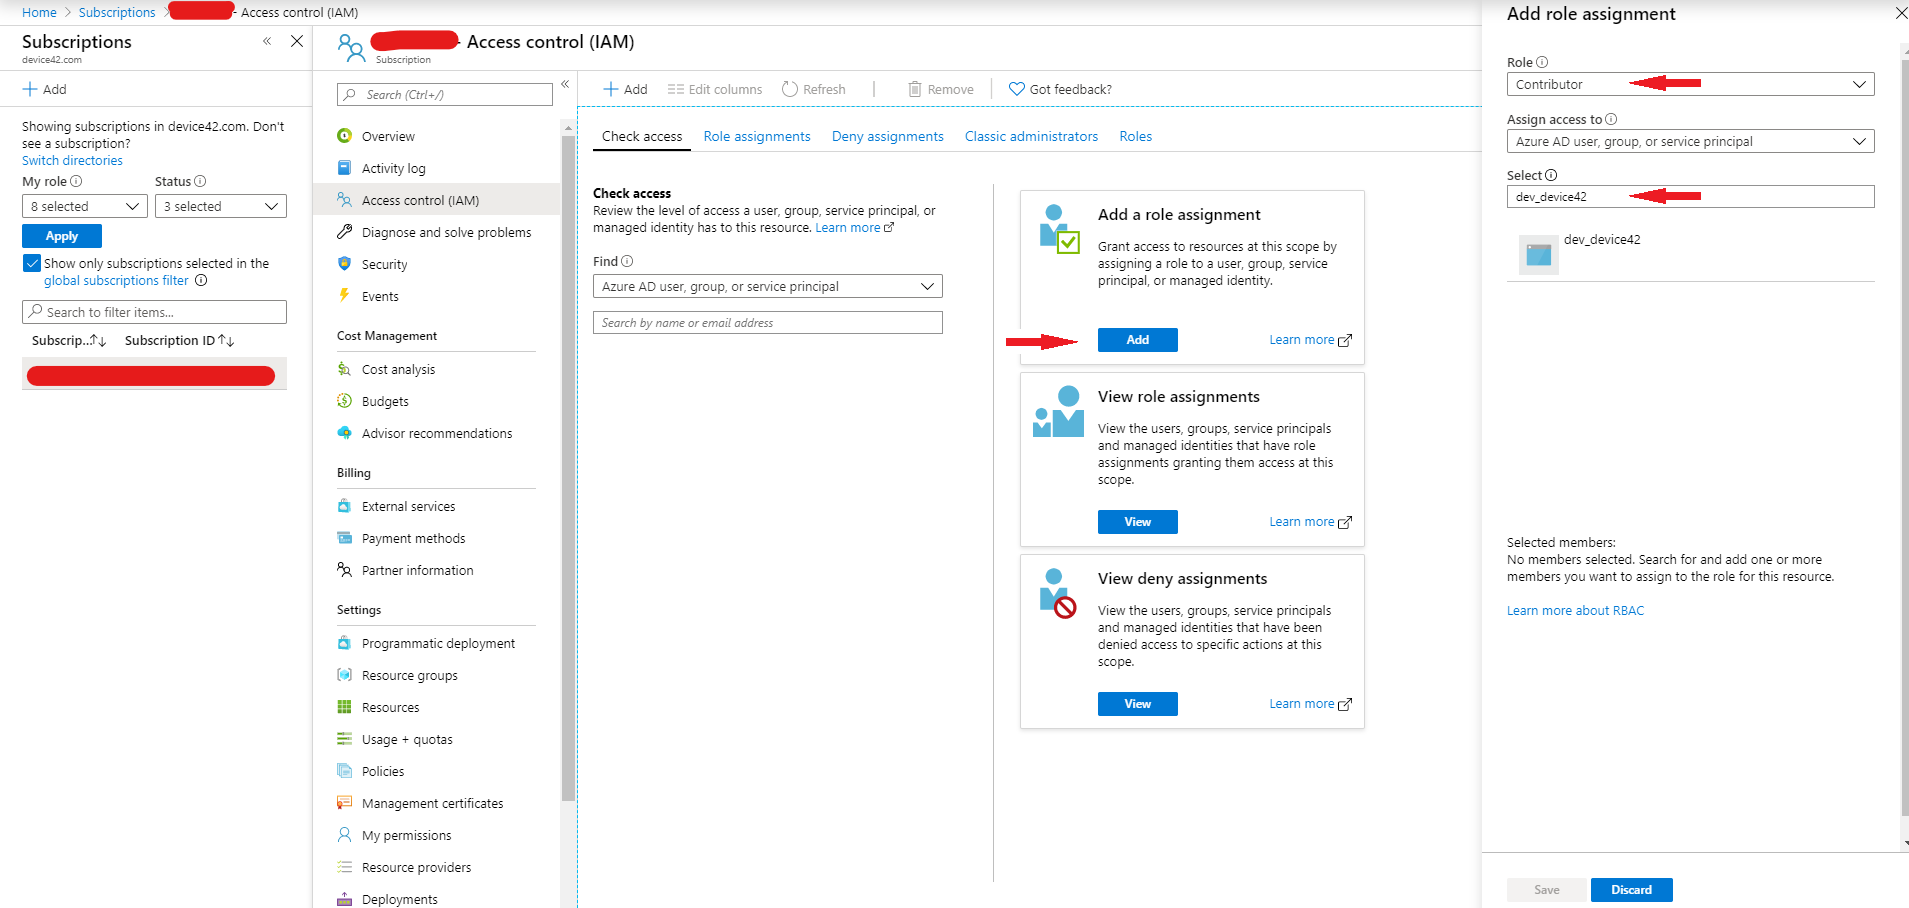 Home > Subscriptions > - Access control (IAM)
Subscriptions
device42.com
« ×
+ Add
Showing subscriptions in device42.com. Don't
see a subscription?
Switch directories
My role Status
8 selected 3 selected
Apply
Show only subscriptions selected in the
global subscriptions filter
Search to filter items...
Subscrip...↑↓ Subscription ID↑↓
- Access control (IAM)
Subscription
Search (Ctrl+/)
«
Overview
Activity log
Access control (IAM)
Diagnose and solve problems
Security
Events
Cost Management
Cost analysis
Budgets
Advisor recommendations
Billing
External services
Payment methods
Partner information
Settings
Programmatic deployment
Resource groups
Resources
Usage + quotas
Policies
Management certificates
My permissions
Resource providers
Deployments
+ Add Edit columns Refresh | Remove | Got feedback?
Check access Role assignments Deny assignments Classic administrators Roles
Check access
Review the level of access a user, group, service principal, or
managed identity has to this resource. Learn more
Find
Azure AD user, group, or service principal
Search by name or email address
Add a role assignment
Grant access to resources at this scope by
assigning a role to a user, group, service
principal, or managed identity.
Add Learn more
View role assignments
View the users, groups, service principals
and managed identities that have role
assignments granting them access at this
scope.
View Learn more
View deny assignments
View the users, groups, service principals
and managed identities that have been
denied access to specific actions at this
scope.
View Learn more
Add role assignment
×
Role
Contributor
Assign access to
Azure AD user, group, or service principal
Select
dev_device42
dev_device42
Selected members:
No members selected. Search for and add one or more
members you want to assign to the role for this resource.
Learn more about RBAC
Save Discard